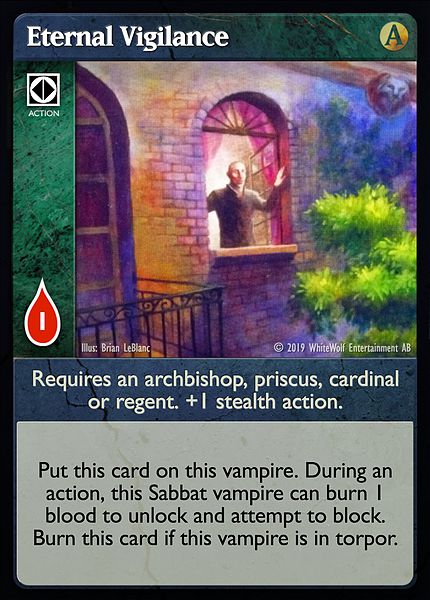 Eternal Vigilance
A
ACTION
1
Illus: Brian LeBlanc
© 2019 WhiteWolf Entertainment AB
Requires an archbishop, priscus, cardinal
or regent. +1 stealth action.
Put this card on this vampire. During an
action, this Sabbat vampire can burn 1
blood to unlock and attempt to block.
Burn this card if this vampire is in torpor.